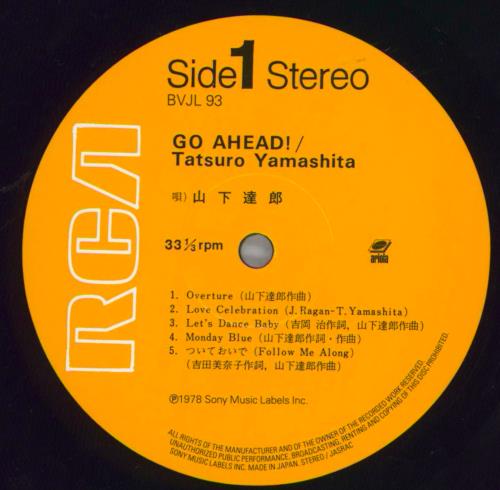 RCA
Side 1 Stereo
BVJL 93
GO AHEAD! /
Tatsuro Yamashita
唄) 山下達郎
33 1/3 rpm
ariola
1. Overture (山下達郎作曲)
2. Love Celebration (J. Ragan-T. Yamashita)
3. Let's Dance Baby (吉岡 治作詞, 山下達郎作曲)
4. Monday Blue (山下達郎作詞・作曲)
5. ついておいで (Follow Me Along)
(吉田美奈子作詞, 山下達郎作曲)
Ⓟ1978 Sony Music Labels Inc.
ALL RIGHTS OF THE MANUFACTURER AND OF THE OWNER OF THE RECORDED WORK RESERVED.
UNAUTHORIZED PUBLIC PERFORMANCE, BROADCASTING, RENTING AND COPYING OF THIS DISC PROHIBITED.
SONY MUSIC LABELS INC. MADE IN JAPAN. STEREO / JASRAC